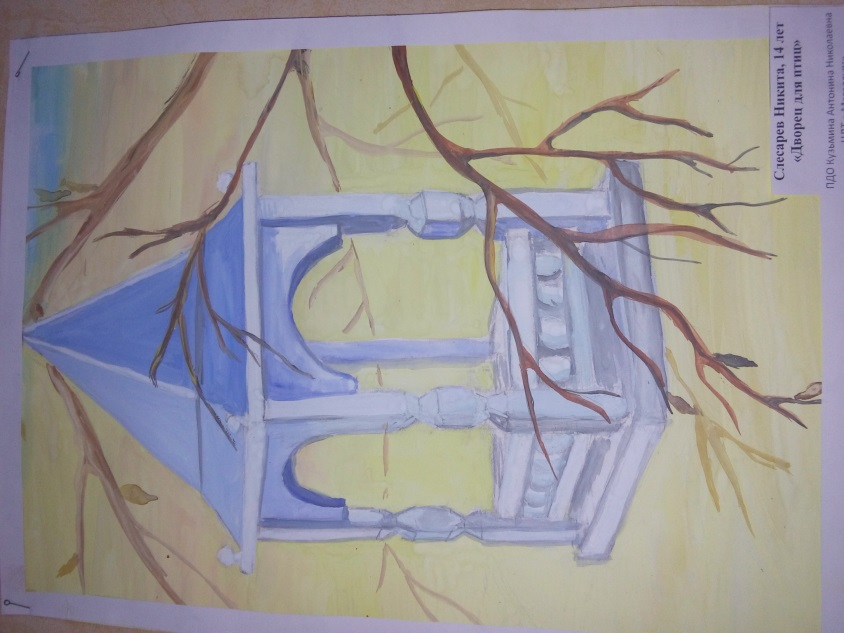 Слесарев Никита, 14 лет
«Дворец для птиц»
ПДО Кузьмина Антонина Николаевна